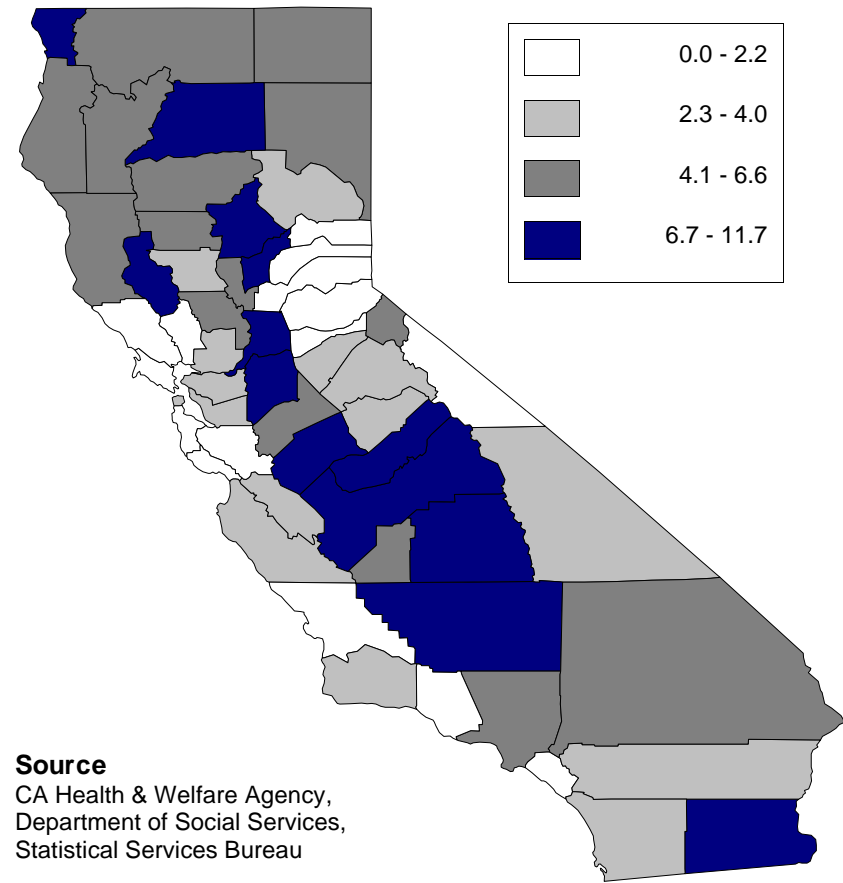 0.0 - 2.2
2.3 - 4.0
4.1 - 6.6
6.7 - 11.7
Source
CA Health & Welfare Agency,
Department of Social Services,
Statistical Services Bureau